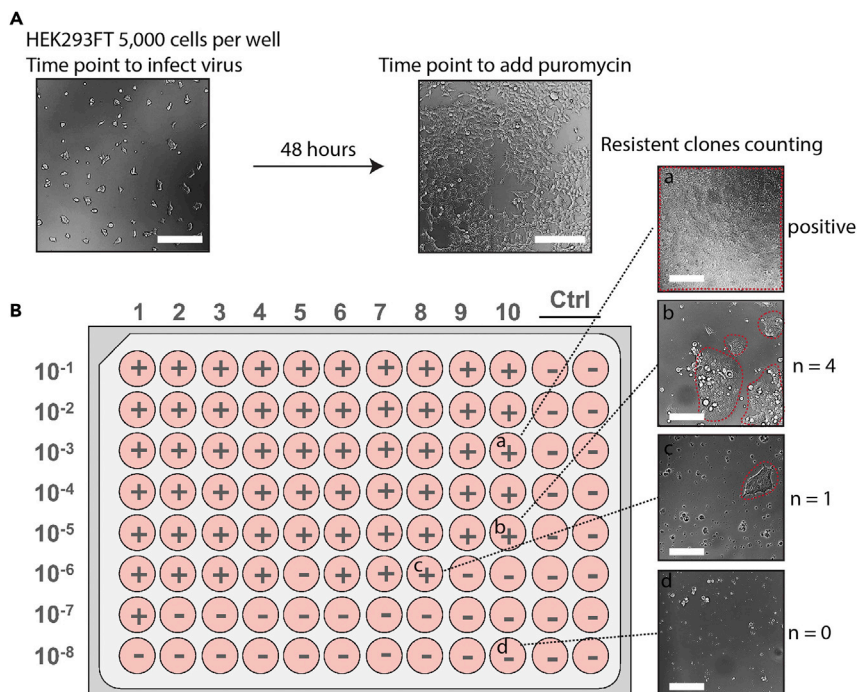 A
HEK293FT 5,000 cells per well
Time point to infect virus
Time point to add puromycin
48 hours
Resistent clones counting
a
positive
b
n = 4
c
n = 1
d
n = 0
B
1 2 3 4 5 6 7 8 9 10 Ctrl
10⁻¹ + + + + + + + + + + - -
10⁻² + + + + + + + + + + - -
10⁻³ + + + + + + + + + a + - -
10⁻⁴ + + + + + + + + + + - -
10⁻⁵ + + + + + + + + + b + - -
10⁻⁶ + + + + - + + c + - - - -
10⁻⁷ + - - - - - - - - - - -
10⁻⁸ - - - - - - - - - d - - -